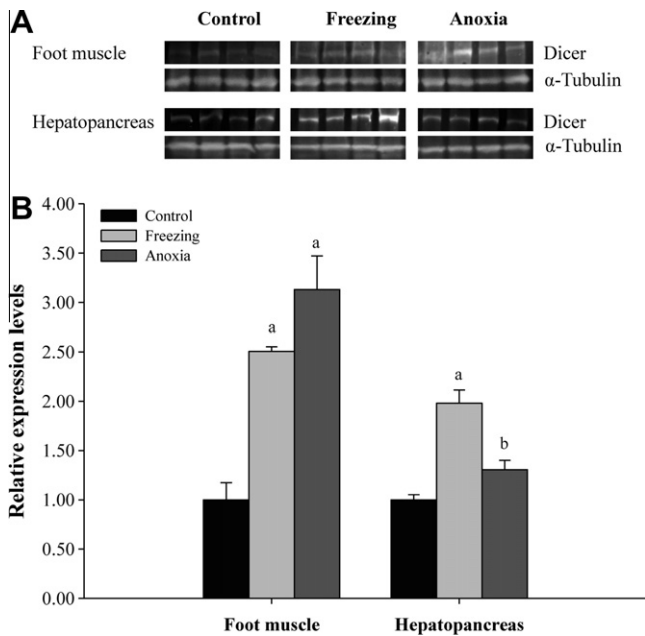 A
Control Freezing Anoxia
Foot muscle Dicer
α-Tubulin
Hepatopancreas Dicer
α-Tubulin
B
4.00
3.50
3.00
2.50
2.00
1.50
1.00
0.50
0.00
Relative expression levels
Control
Freezing
Anoxia
a
a
a
b
Foot muscle Hepatopancreas